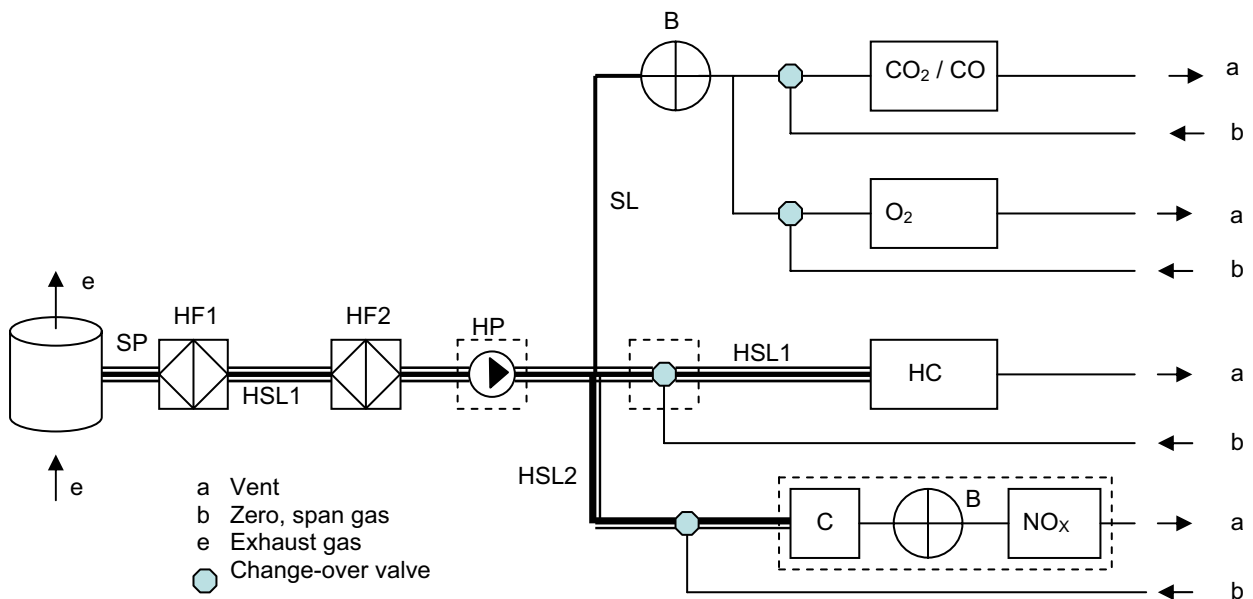 B
CO₂ / CO
a
b
SL
O₂
a
b
e
SP
HF1
HF2
HP
HSL1
HSL1
HC
a
b
HSL2
e
a Vent
b Zero, span gas
e Exhaust gas
Change-over valve
C
B
NOX
a
b